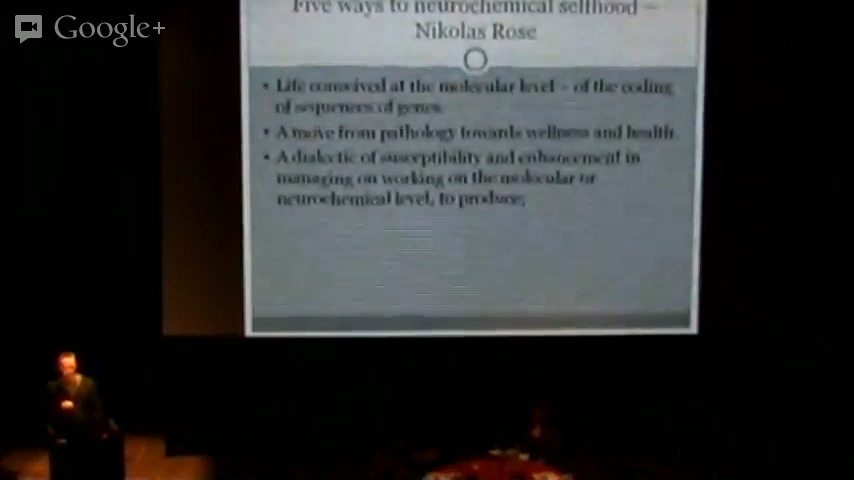 Google+
Five ways to neurochemical selfhood –
Nikolas Rose
• Life conceived at the molecular level – of the coding
of sequences of genes
• A move from pathology towards wellness and health
• A dialectic of susceptibility and enhancement in
managing on working on the molecular or
neurochemical level, to produce;